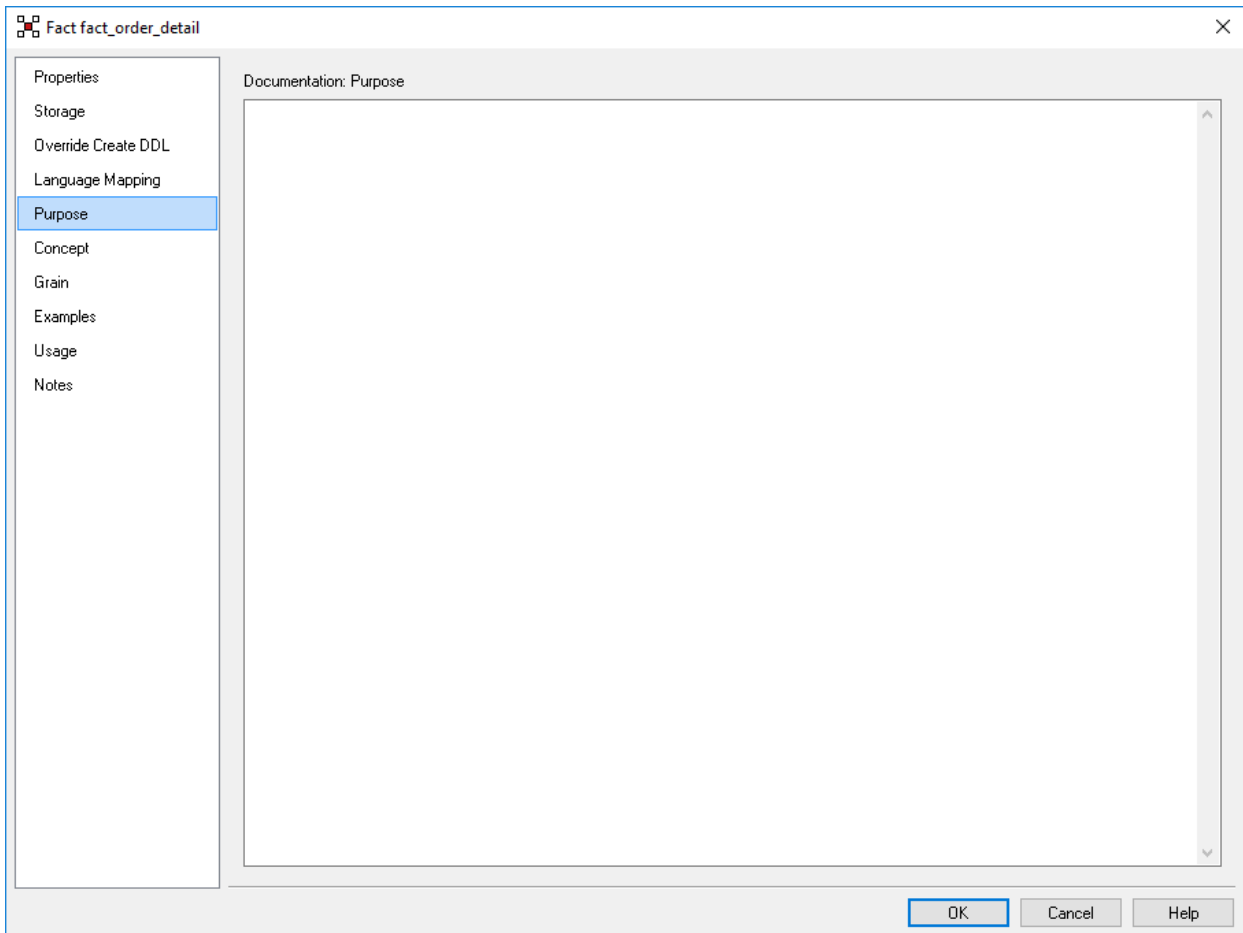 Fact fact_order_detail
Properties
Storage
Override Create DDL
Language Mapping
Purpose
Concept
Grain
Examples
Usage
Notes
Documentation: Purpose
OK
Cancel
Help